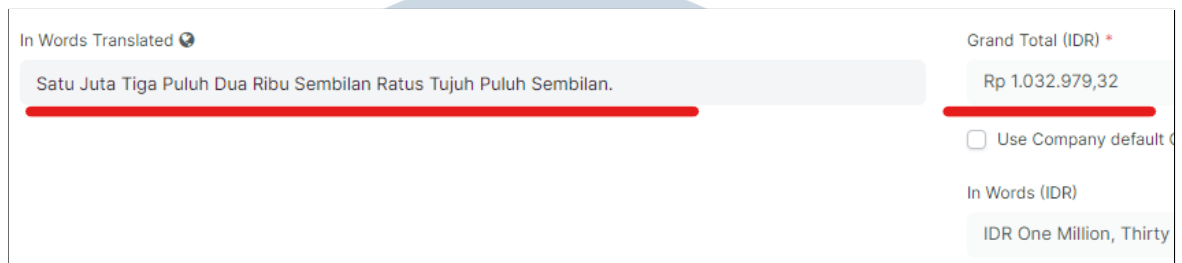 In Words Translated
Satu Juta Tiga Puluh Dua Ribu Sembilan Ratus Tujuh Puluh Sembilan.
Grand Total (IDR) *
Rp 1.032.979,32
Use Company default
In Words (IDR)
IDR One Million, Thirty